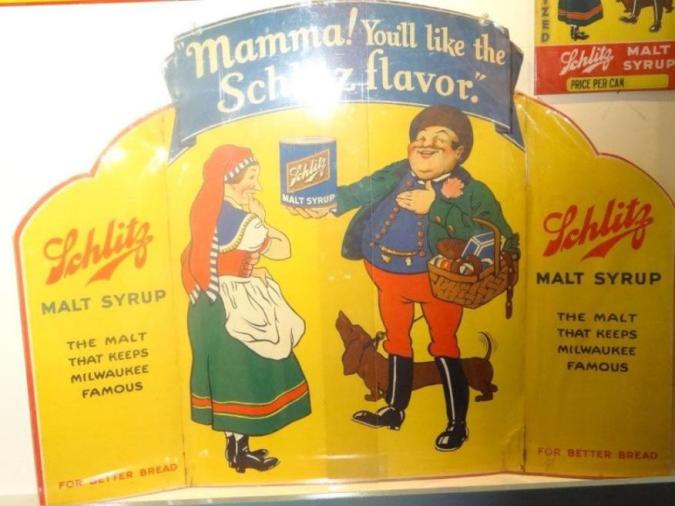 "Mamma! You'll like the
Schlitz flavor."
Schlitz
MALT SYRUP
THE MALT
THAT KEEPS
MILWAUKEE
FAMOUS
FOR BETTER BREAD
Schlitz
MALT SYRUP
Schlitz
MALT SYRUP
THE MALT
THAT KEEPS
MILWAUKEE
FAMOUS
FOR BETTER BREAD
Schlitz MALT
SYRUP
PRICE PER CAN